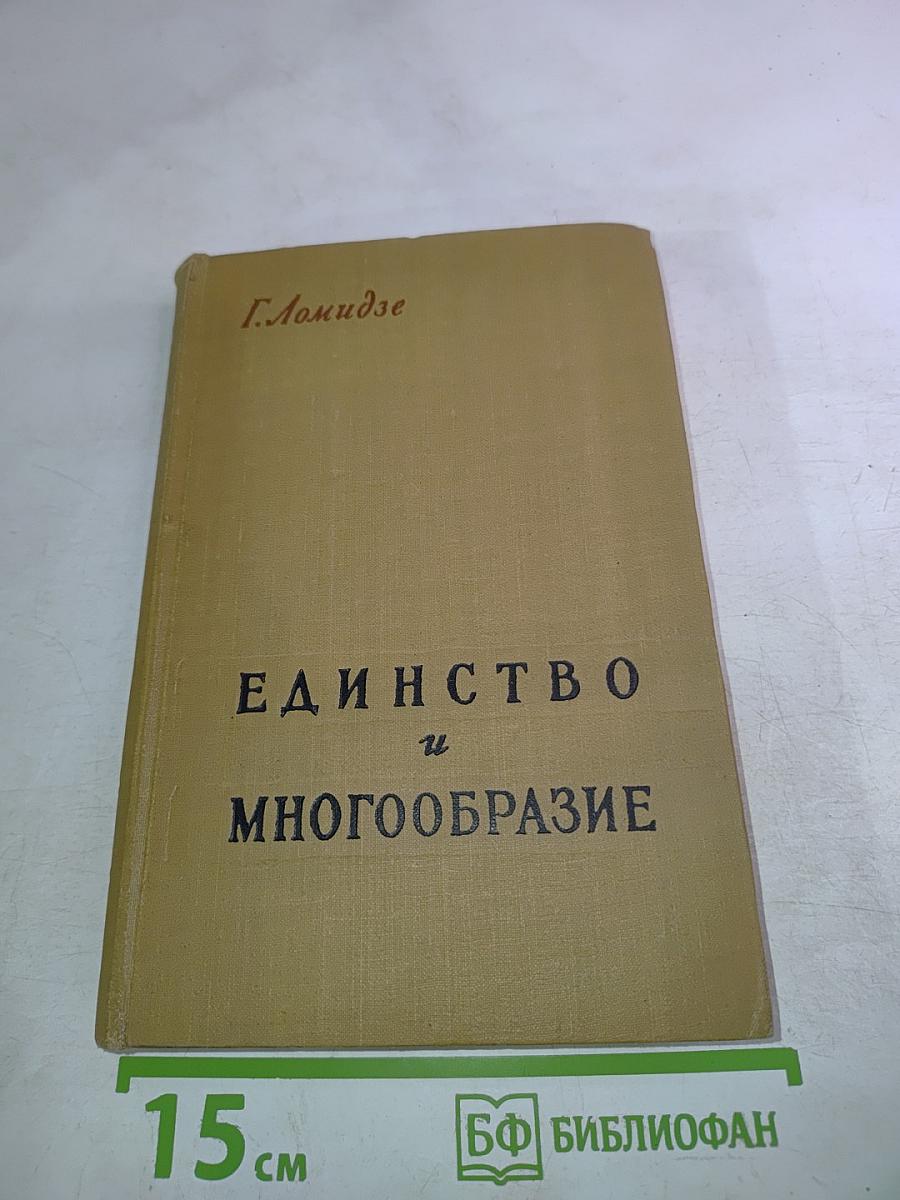 Г. Ломидзе
ЕДИНСТВО
и
МНОГООБРАЗИЕ
15 см
БФ БИБЛИОФАН